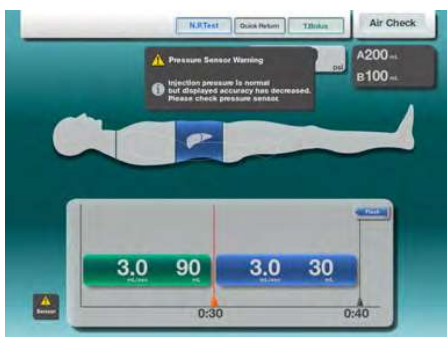 N.P.Test Quick Return T.Bolus Air Check
Pressure Sensor Warning
Injection pressure is normal
but displayed accuracy has decreased.
Please check pressure sensor.
psi
A200 mL
B100 mL
Flush
3.0 90 3.0 30
mL/sec mL mL/sec mL
Sensor
0:30 0:40